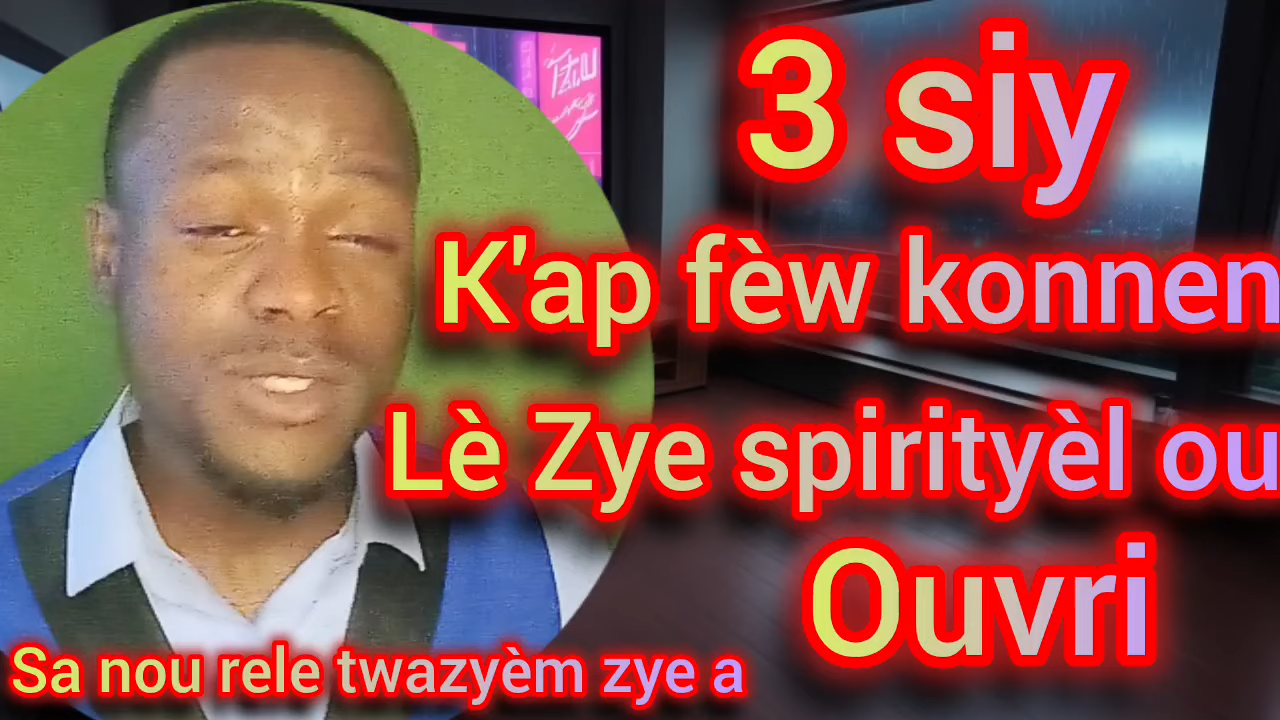 3 siy
K'ap fèw konnen
Lè Zye spirityèl ou
Ouvri
Sa nou rele twazyèm zye a